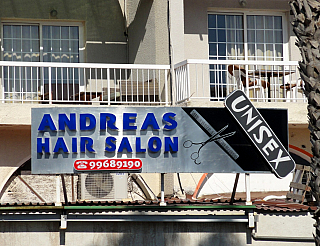 ANDREAS
HAIR SALON
99689190
UNISEX